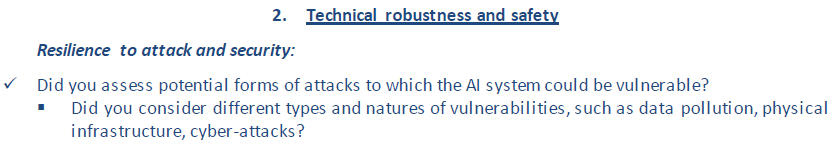 2. Technical robustness and safety
Resilience to attack and security:
✓ Did you assess potential forms of attacks to which the AI system could be vulnerable?
▪ Did you consider different types and natures of vulnerabilities, such as data pollution, physical
infrastructure, cyber-attacks?